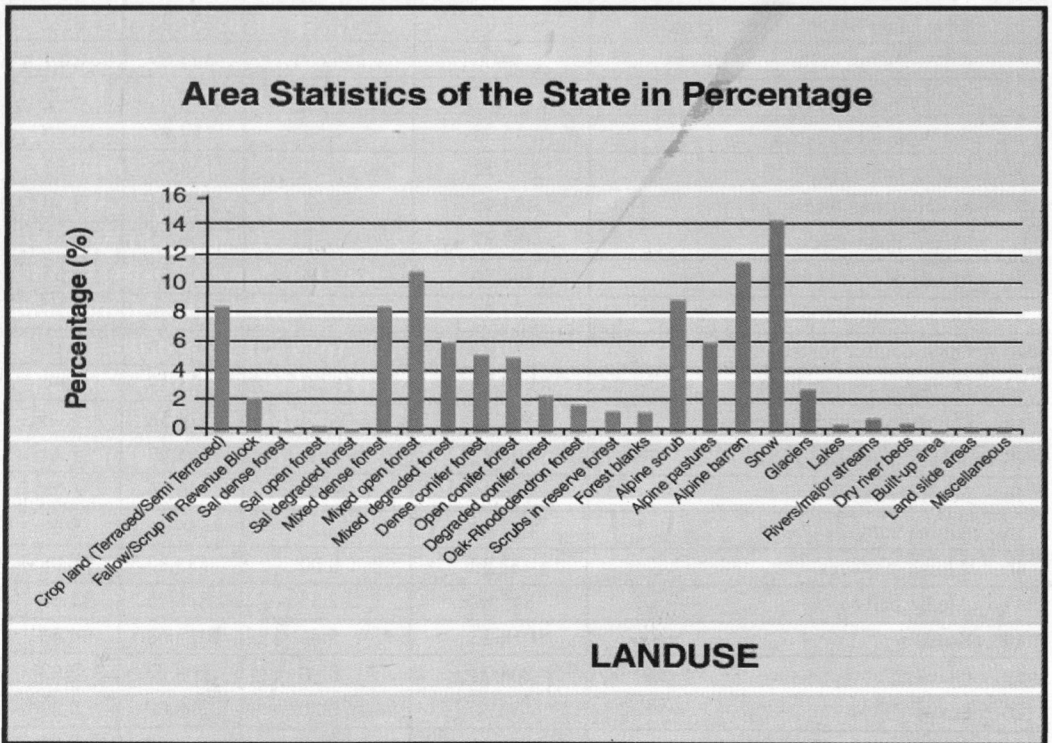 Area Statistics of the State in Percentage
Percentage (%)
16
14
12
10
8
6
4
2
0
Crop land (Terraced/Semi Terraced)
Fallow/Scrup in Revenue Block
Sal dense forest
Sal open forest
Sal degraded forest
Mixed dense forest
Mixed open forest
Mixed degraded forest
Dense conifer forest
Open conifer forest
Degraded conifer forest
Oak-Rhododendron forest
Scrubs in reserve forest
Forest blanks
Alpine scrub
Alpine pastures
Alpine barren
Snow
Glaciers
Lakes
Rivers/major streams
Dry river beds
Built-up area
Land slide areas
Miscellaneous
LANDUSE